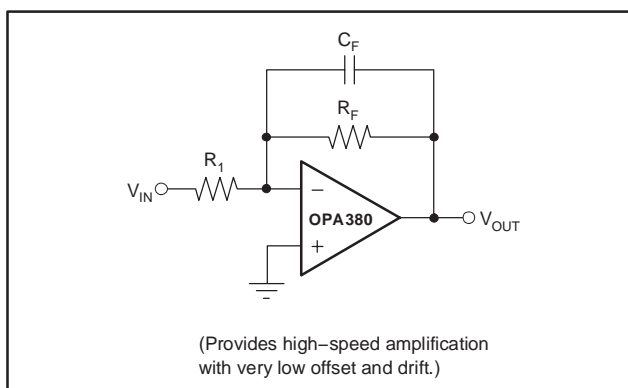 C_F
R_F
R_1
V_IN
−
OPA380
+
V_OUT
(Provides high−speed amplification
with very low offset and drift.)